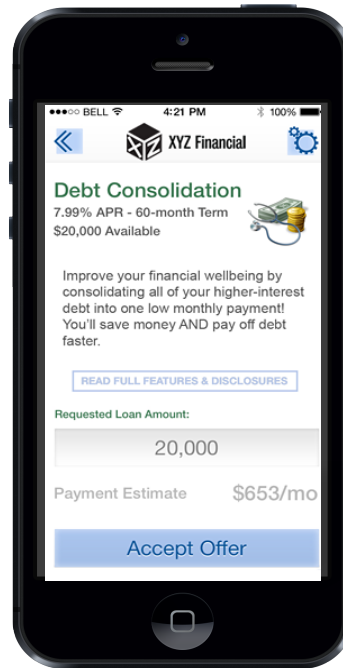 BELL 4:21 PM 100%
XYZ XYZ Financial
Debt Consolidation
7.99% APR - 60-month Term
$20,000 Available
Improve your financial wellbeing by
consolidating all of your higher-interest
debt into one low monthly payment!
You'll save money AND pay off debt
faster.
READ FULL FEATURES & DISCLOSURES
Requested Loan Amount:
20,000
Payment Estimate $653/mo
Accept Offer